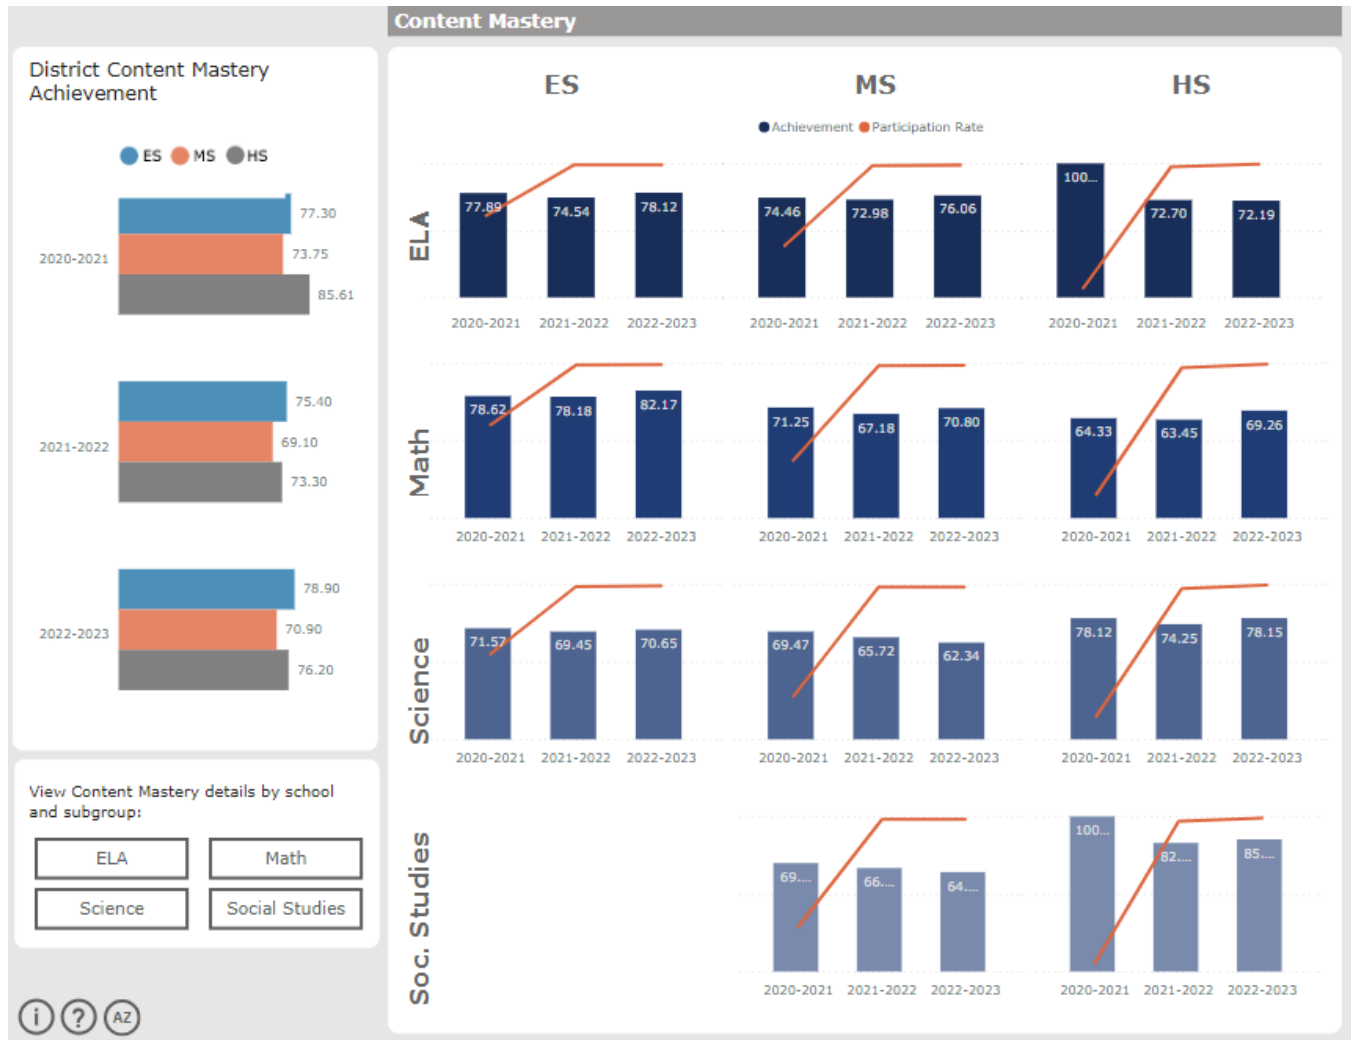 Content Mastery
District Content Mastery
Achievement
ES MS HS
77.30
2020-2021
73.75
85.61
75.40
2021-2022
69.10
73.30
78.90
2022-2023
70.90
76.20
View Content Mastery details by school
and subgroup:
ELA Math
Science Social Studies
i ? AZ
ES MS HS
Achievement Participation Rate
ELA
77.89 74.54 78.12
2020-2021 2021-2022 2022-2023
74.46 72.98 76.06
2020-2021 2021-2022 2022-2023
100... 72.70 72.19
2020-2021 2021-2022 2022-2023
Math
78.62 78.18 82.17
2020-2021 2021-2022 2022-2023
71.25 67.18 70.80
2020-2021 2021-2022 2022-2023
64.33 63.45 69.26
2020-2021 2021-2022 2022-2023
Science
71.57 69.45 70.65
2020-2021 2021-2022 2022-2023
69.47 65.72 62.34
2020-2021 2021-2022 2022-2023
78.12 74.25 78.15
2020-2021 2021-2022 2022-2023
Soc. Studies
69.... 66.... 64....
2020-2021 2021-2022 2022-2023
100... 82.... 85....
2020-2021 2021-2022 2022-2023